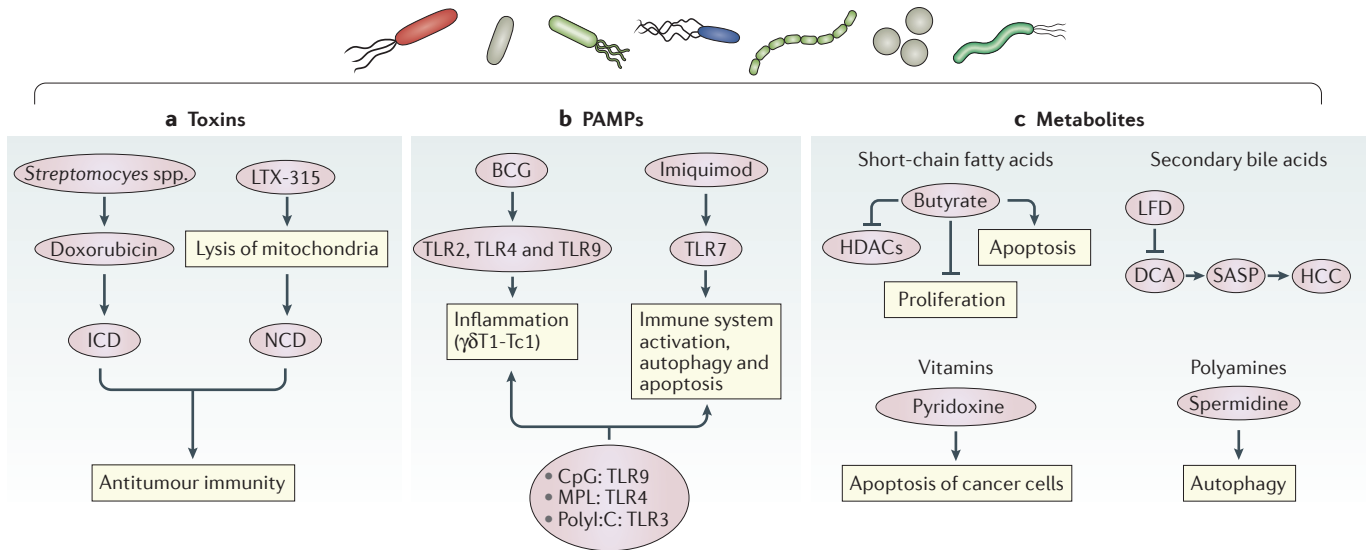 a Toxins
Streptomocyes spp.
LTX-315
Doxorubicin
Lysis of mitochondria
ICD
NCD
Antitumour immunity
b PAMPs
BCG
Imiquimod
TLR2, TLR4 and TLR9
TLR7
Inflammation
(γδT1-Tc1)
Immune system
activation,
autophagy and
apoptosis
• CpG: TLR9
• MPL: TLR4
• PolyI:C: TLR3
c Metabolites
Short-chain fatty acids
Butyrate
HDACs
Apoptosis
Proliferation
Secondary bile acids
LFD
DCA
SASP
HCC
Vitamins
Pyridoxine
Apoptosis of cancer cells
Polyamines
Spermidine
Autophagy